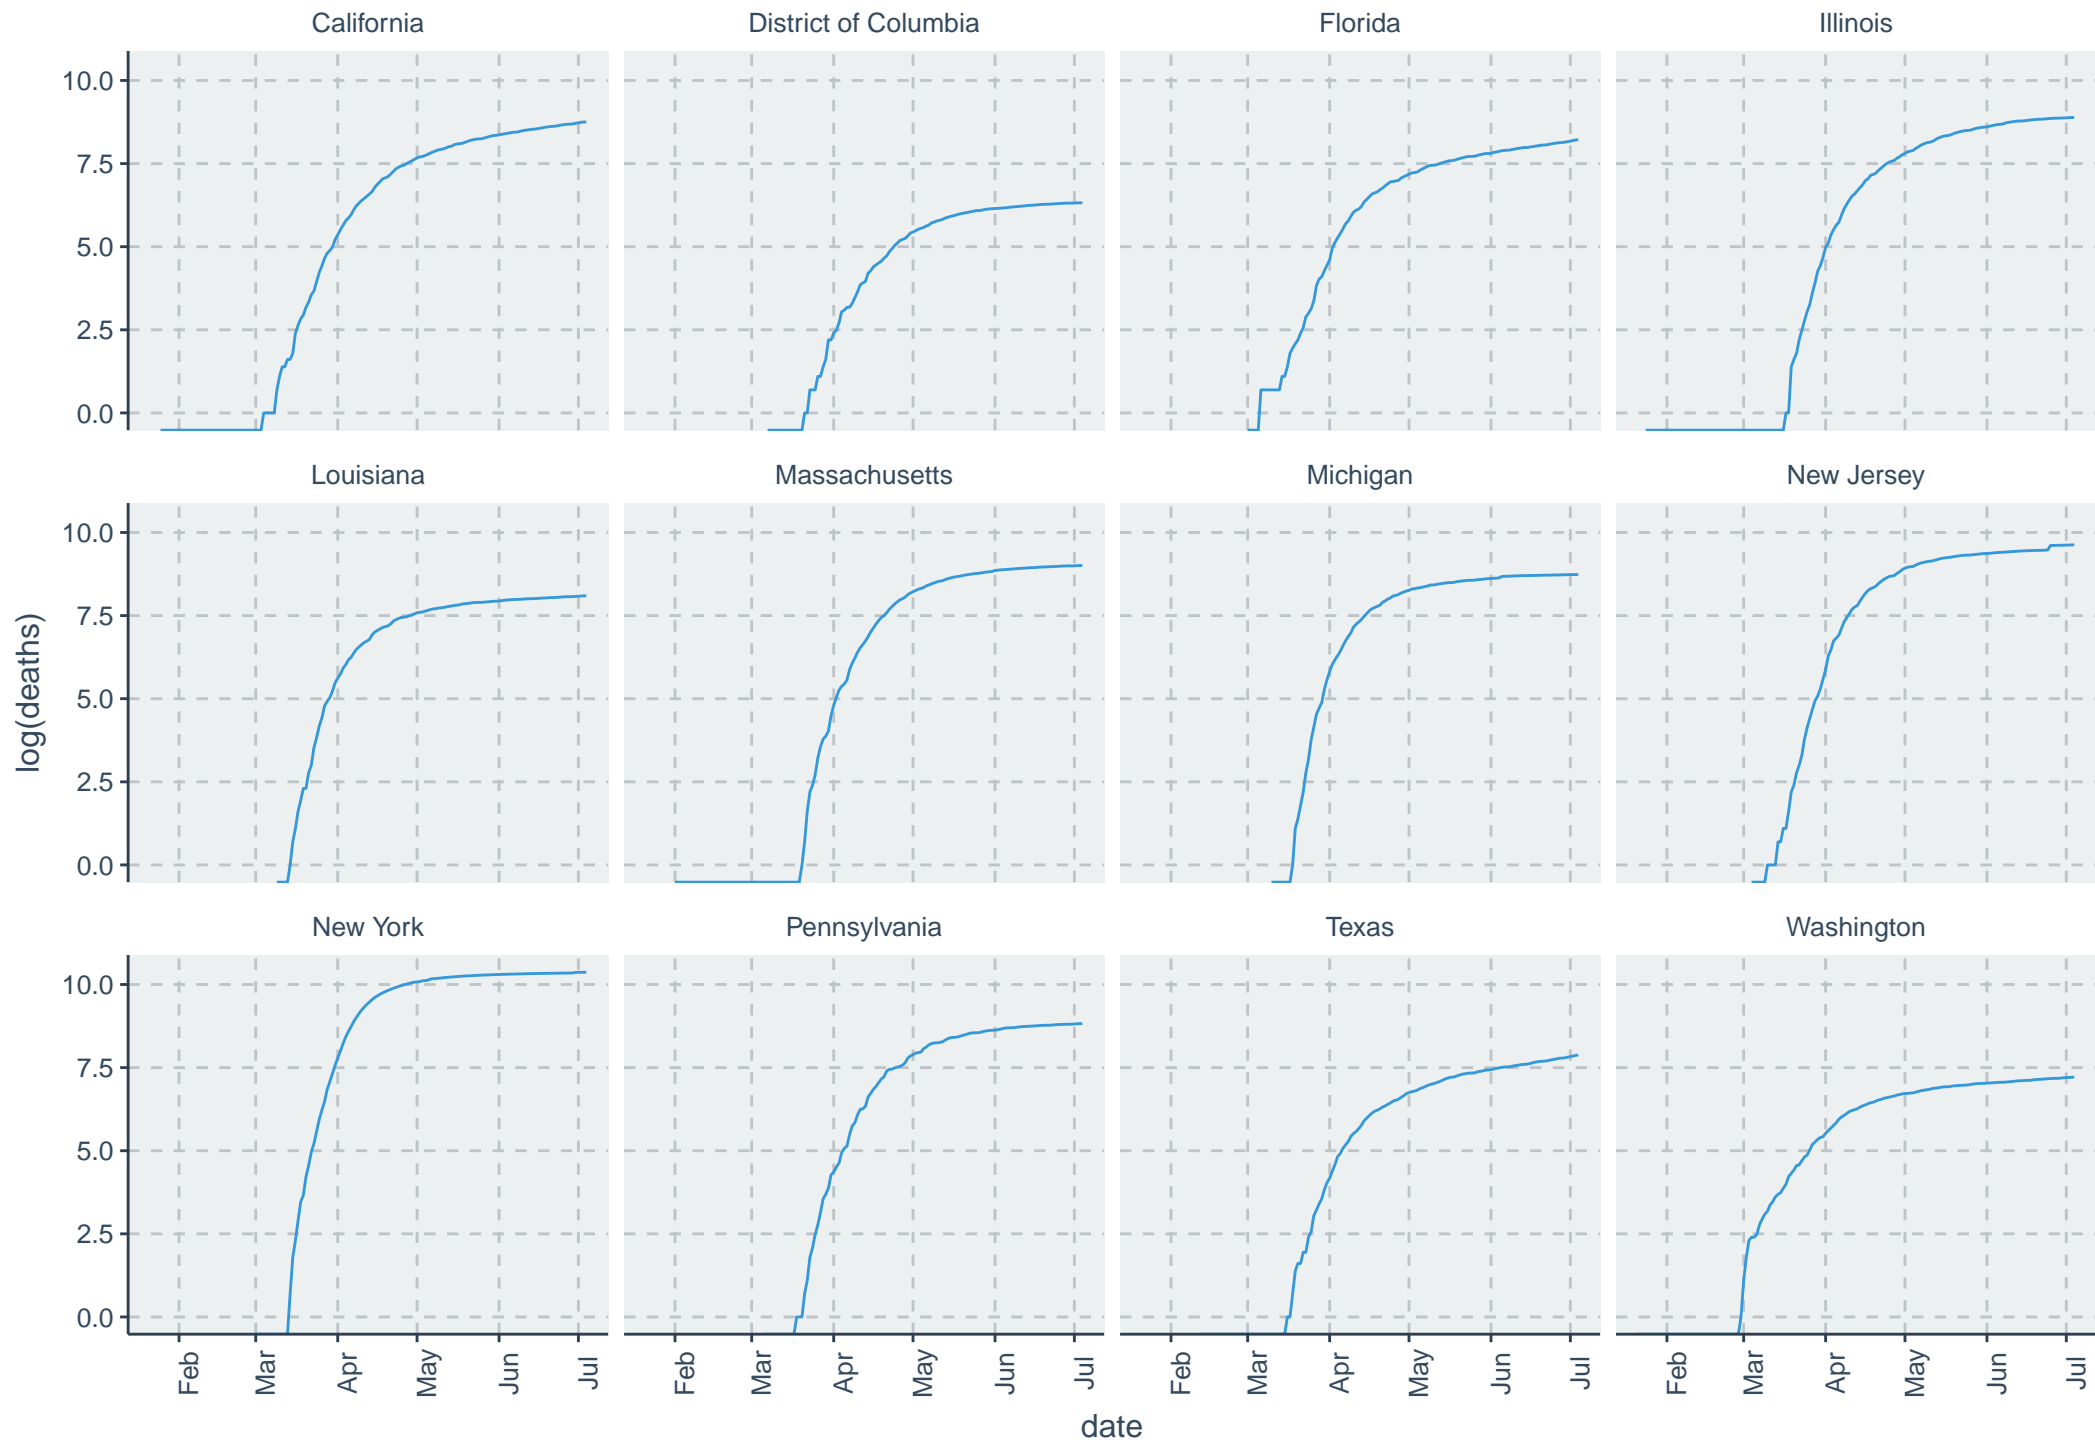 California District of Columbia Florida Illinois
10.0
7.5
5.0
2.5
0.0
Louisiana Massachusetts Michigan New Jersey
10.0
7.5
5.0
2.5
0.0
log(deaths)
New York Pennsylvania Texas Washington
10.0
7.5
5.0
2.5
0.0
Feb Mar Apr May Jun Jul Feb Mar Apr May Jun Jul Feb Mar Apr May Jun Jul Feb Mar Apr May Jun Jul
date